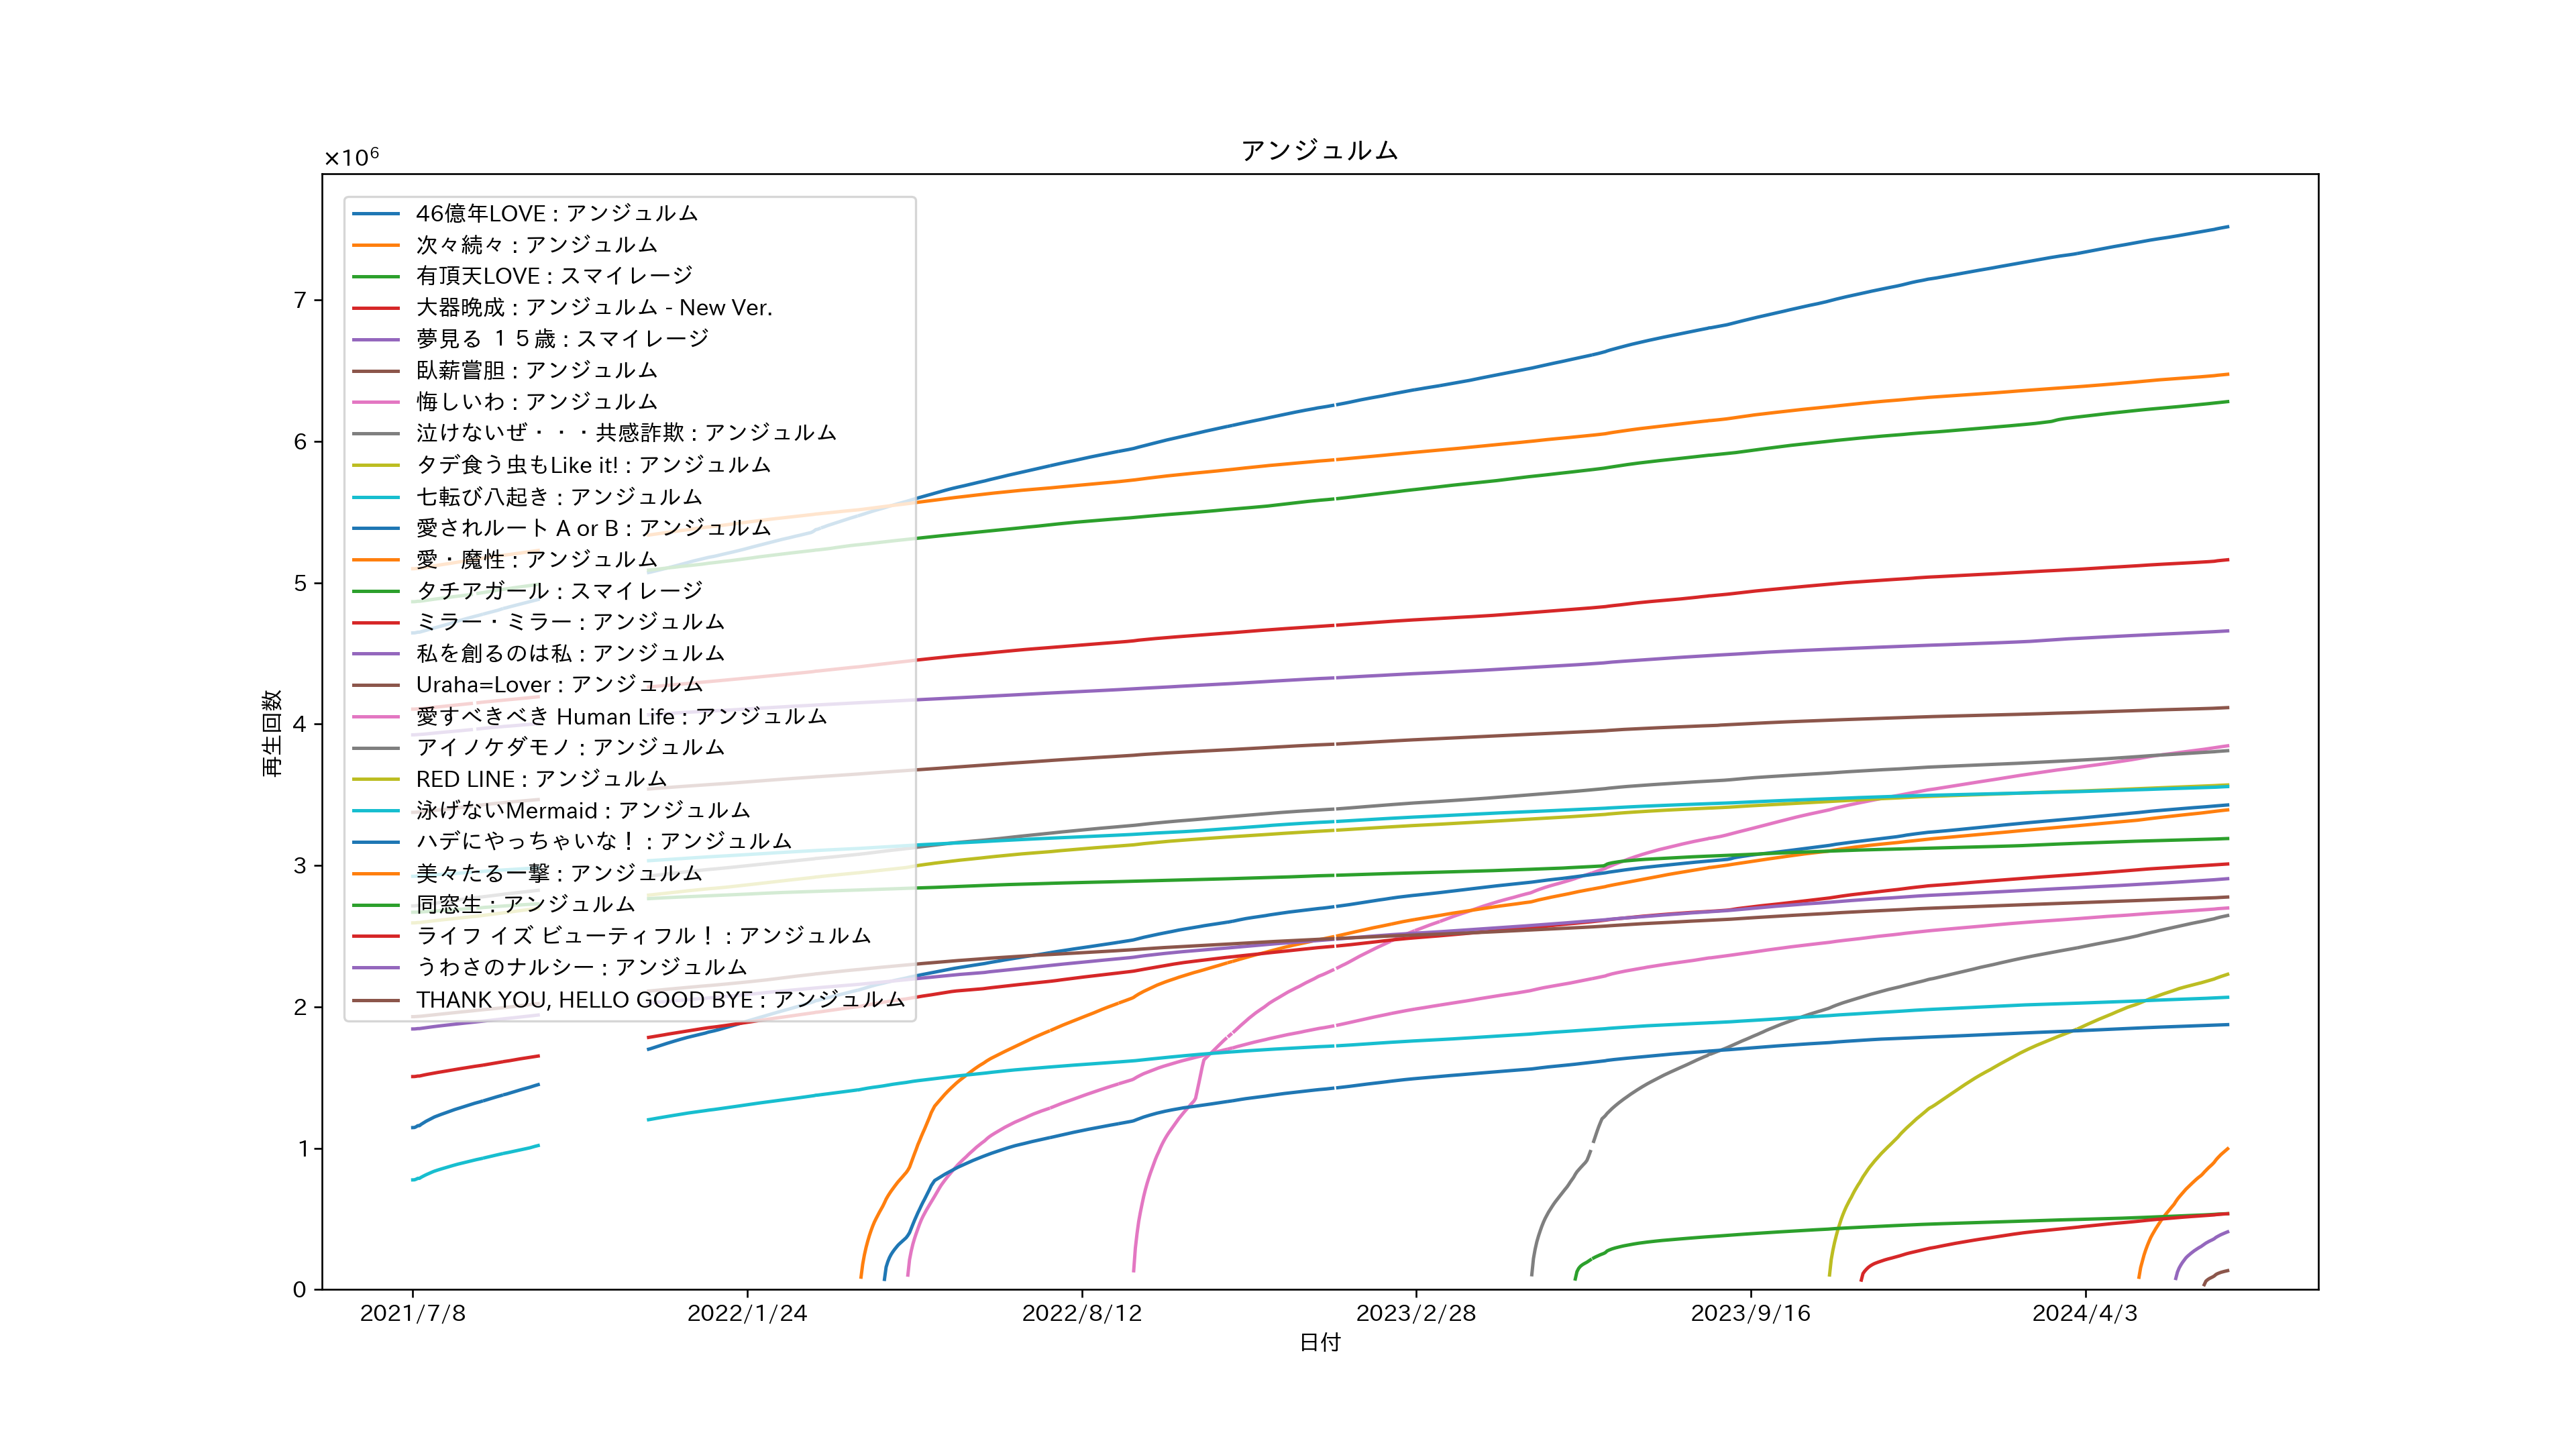 アンジュルム
×10⁶
46億年LOVE : アンジュルム
次々続々 : アンジュルム
有頂天LOVE : スマイレージ
大器晩成 : アンジュルム - New Ver.
夢見る １５歳 : スマイレージ
臥薪嘗胆 : アンジュルム
悔しいわ : アンジュルム
泣けないぜ・・・共感詐欺 : アンジュルム
タデ食う虫もLike it! : アンジュルム
七転び八起き : アンジュルム
愛されルート A or B : アンジュルム
愛・魔性 : アンジュルム
タチアガール : スマイレージ
ミラー・ミラー : アンジュルム
私を創るのは私 : アンジュルム
Uraha=Lover : アンジュルム
愛すべきべき Human Life : アンジュルム
アイノケダモノ : アンジュルム
RED LINE : アンジュルム
泳げないMermaid : アンジュルム
ハデにやっちゃいな！ : アンジュルム
美々たる一撃 : アンジュルム
同窓生 : アンジュルム
ライフ イズ ビューティフル！ : アンジュルム
うわさのナルシー : アンジュルム
THANK YOU, HELLO GOOD BYE : アンジュルム
7
6
5
4
3
2
1
0
再生回数
2021/7/8
2022/1/24
2022/8/12
2023/2/28
2023/9/16
2024/4/3
日付